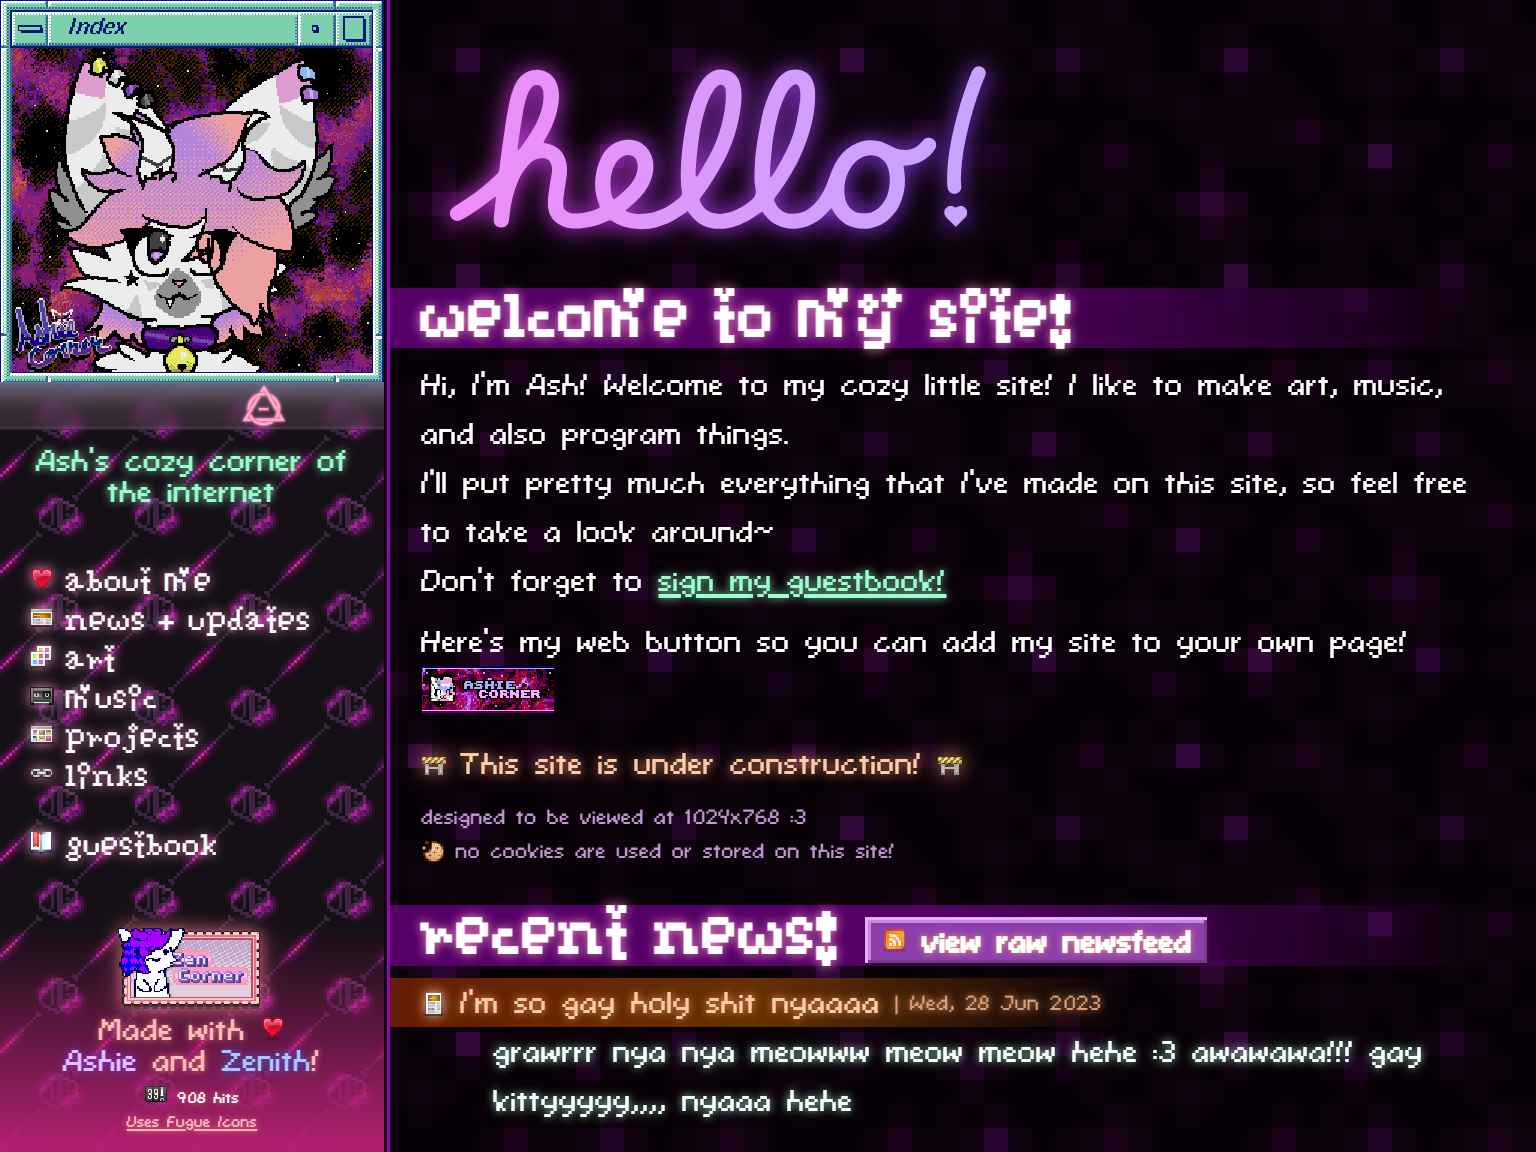 Index
Ashie Corner
Ash's cozy corner of
the internet
about me
news + updates
art
music
projects
links
guestbook
Zen
Corner
Made with
Ashie and Zenith!
908 hits
Uses Fugue Icons
hello!
welcome to my site!
Hi, I'm Ash! Welcome to my cozy little site! I like to make art, music,
and also program things.
I'll put pretty much everything that I've made on this site, so feel free
to take a look around~
Don't forget to sign my guestbook!
Here's my web button so you can add my site to your own page!
ASHIE
CORNER
This site is under construction!
designed to be viewed at 1024x768 :3
no cookies are used or stored on this site!
recent news!
view raw newsfeed
I'm so gay holy shit nyaaaa | Wed, 28 Jun 2023
grawrrr nya nya meowww meow meow hehe :3 awawawa!!! gay
kittyyyyy,,,, nyaaa hehe